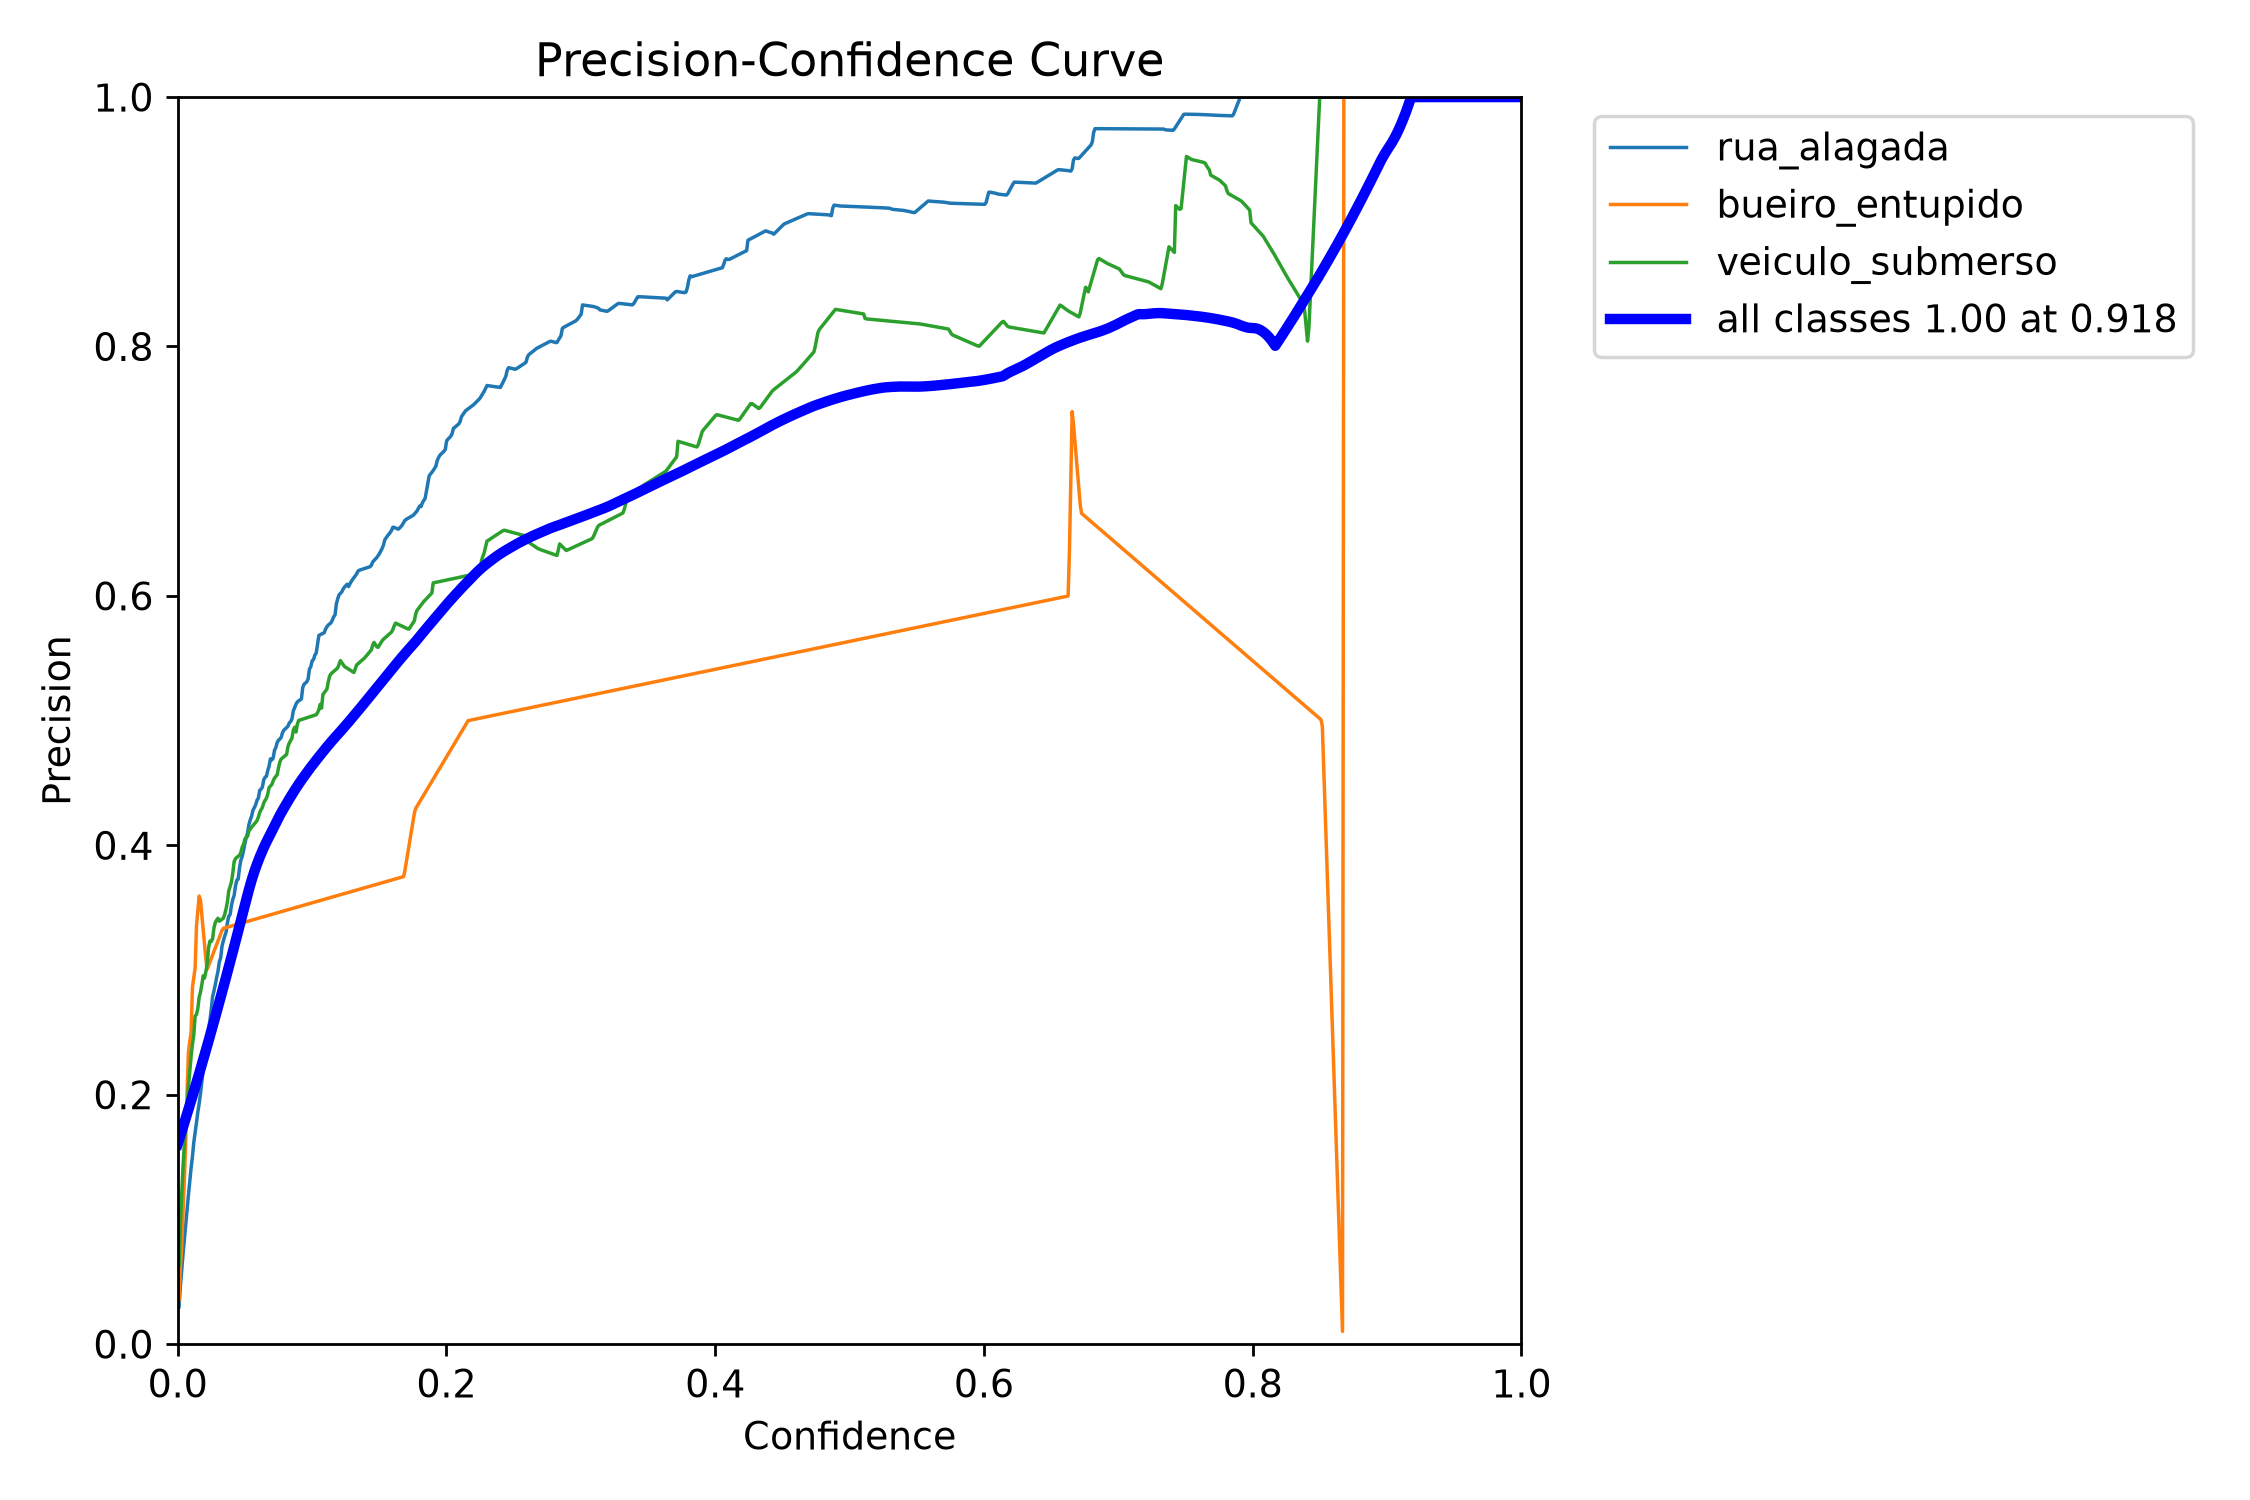 Precision-Confidence Curve
1.0
0.8
0.6
0.4
0.2
0.0
Precision
0.0 0.2 0.4 0.6 0.8 1.0
Confidence
rua_alagada
bueiro_entupido
veiculo_submerso
all classes 1.00 at 0.918